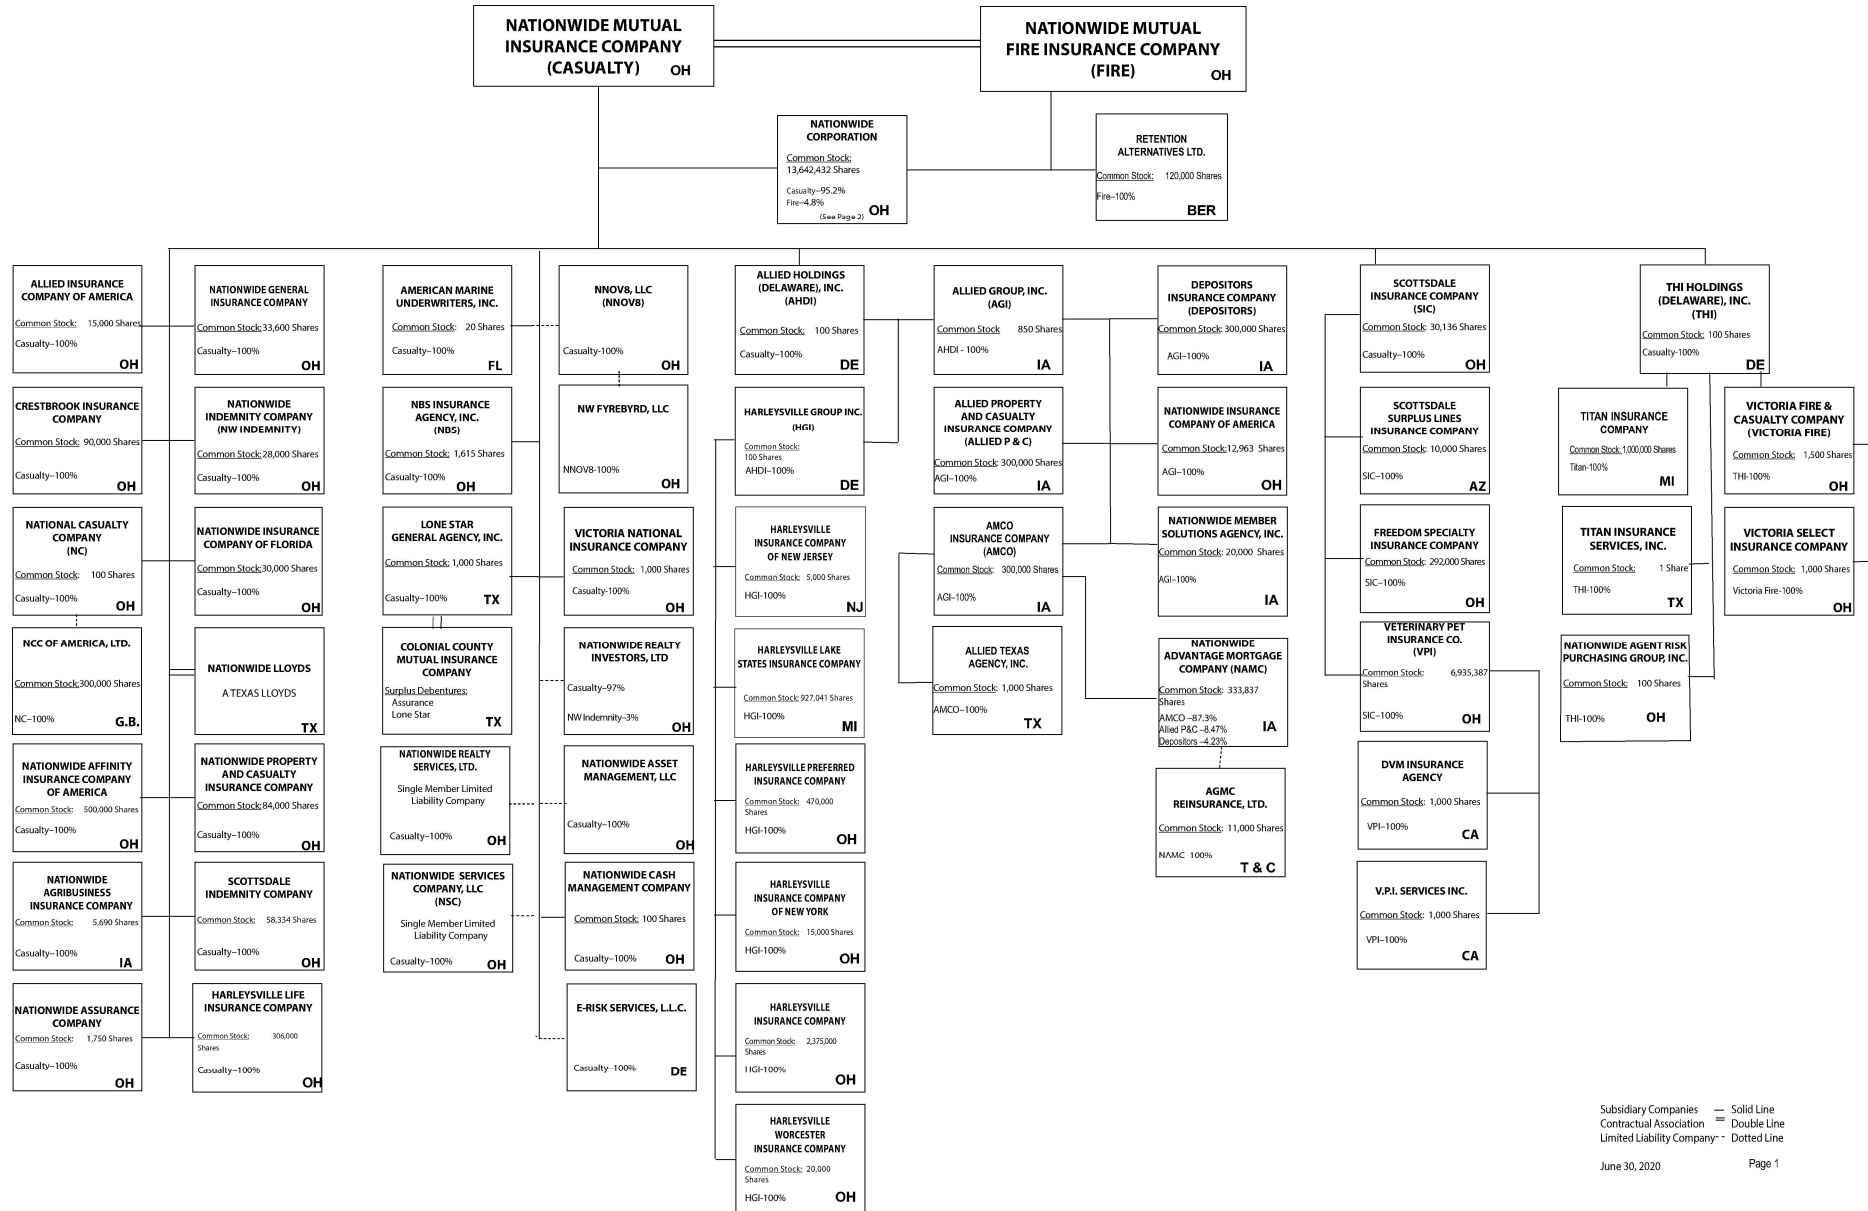 NATIONWIDE MUTUAL
INSURANCE COMPANY
(CASUALTY)
OH
NATIONWIDE MUTUAL
FIRE INSURANCE COMPANY
(FIRE)
OH
NATIONWIDE
CORPORATION
Common Stock:
13,642,432 Shares
Casualty–95.2%
Fire–4.8%
(See Page 2)
OH
RETENTION
ALTERNATIVES LTD.
Common Stock: 120,000 Shares
Fire–100%
BER
ALLIED INSURANCE
COMPANY OF AMERICA
Common Stock: 15,000 Shares
Casualty–100%
OH
NATIONWIDE GENERAL
INSURANCE COMPANY
Common Stock:33,600 Shares
Casualty–100%
OH
AMERICAN MARINE
UNDERWRITERS, INC.
Common Stock: 20 Shares
Casualty–100%
FL
NNOV8, LLC
(NNOV8)
Casualty-100%
OH
ALLIED HOLDINGS
(DELAWARE), INC.
(AHDI)
Common Stock: 100 Shares
Casualty–100%
DE
ALLIED GROUP, INC.
(AGI)
Common Stock 850 Shares
AHDI - 100%
IA
DEPOSITORS
INSURANCE COMPANY
(DEPOSITORS)
Common Stock: 300,000 Shares
AGI–100%
IA
SCOTTSDALE
INSURANCE COMPANY
(SIC)
Common Stock: 30,136 Shares
Casualty–100%
OH
THI HOLDINGS
(DELAWARE), INC.
(THI)
Common Stock: 100 Shares
Casualty-100%
DE
CRESTBROOK INSURANCE
COMPANY
Common Stock: 90,000 Shares
Casualty–100%
OH
NATIONWIDE
INDEMNITY COMPANY
(NW INDEMNITY)
Common Stock:28,000 Shares
Casualty–100%
OH
NBS INSURANCE
AGENCY, INC.
(NBS)
Common Stock: 1,615 Shares
Casualty-100%
OH
NW FYREBYRD, LLC
NNOV8-100%
OH
HARLEYSVILLE GROUP INC.
(HGI)
Common Stock:
100 Shares
AHDI–100%
DE
ALLIED PROPERTY
AND CASUALTY
INSURANCE COMPANY
(ALLIED P & C)
Common Stock: 300,000 Shares
AGI–100%
IA
NATIONWIDE INSURANCE
COMPANY OF AMERICA
Common Stock:12,963 Shares
AGI–100%
OH
SCOTTSDALE
SURPLUS LINES
INSURANCE COMPANY
Common Stock: 10,000 Shares
SIC–100%
AZ
TITAN INSURANCE
COMPANY
Common Stock: 1,000,000 Shares
Titan-100%
MI
VICTORIA FIRE &
CASUALTY COMPANY
(VICTORIA FIRE)
Common Stock: 1,500 Shares
THI-100%
OH
NATIONAL CASUALTY
COMPANY
(NC)
Common Stock: 100 Shares
Casualty–100%
OH
NATIONWIDE INSURANCE
COMPANY OF FLORIDA
Common Stock:30,000 Shares
Casualty–100%
OH
LONE STAR
GENERAL AGENCY, INC.
Common Stock: 1,000 Shares
Casualty–100%
TX
VICTORIA NATIONAL
INSURANCE COMPANY
Common Stock: 1,000 Shares
Casualty-100%
OH
HARLEYSVILLE
INSURANCE COMPANY
OF NEW JERSEY
Common Stock: 5,000 Shares
HGI-100%
NJ
AMCO
INSURANCE COMPANY
(AMCO)
Common Stock: 300,000 Shares
AGI–100%
IA
NATIONWIDE MEMBER
SOLUTIONS AGENCY, INC.
Common Stock: 20,000 Shares
AGI–100%
IA
FREEDOM SPECIALTY
INSURANCE COMPANY
Common Stock: 292,000 Shares
SIC–100%
OH
TITAN INSURANCE
SERVICES, INC.
Common Stock: 1 Share
THI-100%
TX
VICTORIA SELECT
INSURANCE COMPANY
Common Stock: 1,000 Shares
Victoria Fire-100%
OH
NCC OF AMERICA, LTD.
Common Stock:300,000 Shares
NC–100%
G.B.
NATIONWIDE LLOYDS
A TEXAS LLOYDS
TX
COLONIAL COUNTY
MUTUAL INSURANCE
COMPANY
Surplus Debentures:
Assurance
Lone Star
TX
NATIONWIDE REALTY
INVESTORS, LTD
Casualty–97%
NW Indemnity–3%
OH
HARLEYSVILLE LAKE
STATES INSURANCE COMPANY
Common Stock: 927,041 Shares
HGI-100%
MI
ALLIED TEXAS
AGENCY, INC.
Common Stock: 1,000 Shares
AMCO–100%
TX
NATIONWIDE
ADVANTAGE MORTGAGE
COMPANY (NAMC)
Common Stock: 333,837
Shares
AMCO –87.3%
Allied P&C –8.47%
Depositors –4.23%
IA
VETERINARY PET
INSURANCE CO.
(VPI)
Common Stock: 6,935,387
Shares
SIC–100%
OH
NATIONWIDE AGENT RISK
PURCHASING GROUP, INC.
Common Stock: 100 Shares
THI-100%
OH
NATIONWIDE AFFINITY
INSURANCE COMPANY
OF AMERICA
Common Stock: 500,000 Shares
Casualty–100%
OH
NATIONWIDE PROPERTY
AND CASUALTY
INSURANCE COMPANY
Common Stock:84,000 Shares
Casualty–100%
OH
NATIONWIDE REALTY
SERVICES, LTD.
Single Member Limited
Liability Company
Casualty–100%
OH
NATIONWIDE ASSET
MANAGEMENT, LLC
Casualty–100%
OH
HARLEYSVILLE PREFERRED
INSURANCE COMPANY
Common Stock: 470,000
Shares
HGI-100%
OH
AGMC
REINSURANCE, LTD.
Common Stock: 11,000 Shares
NAMC 100%
T & C
DVM INSURANCE
AGENCY
Common Stock: 1,000 Shares
VPI–100%
CA
NATIONWIDE
AGRIBUSINESS
INSURANCE COMPANY
Common Stock: 5,690 Shares
Casualty–100%
IA
SCOTTSDALE
INDEMNITY COMPANY
Common Stock: 58,334 Shares
Casualty–100%
OH
NATIONWIDE SERVICES
COMPANY, LLC
(NSC)
Single Member Limited
Liability Company
Casualty–100%
OH
NATIONWIDE CASH
MANAGEMENT COMPANY
Common Stock: 100 Shares
Casualty–100%
OH
HARLEYSVILLE
INSURANCE COMPANY
OF NEW YORK
Common Stock: 15,000 Shares
HGI-100%
OH
V.P.I. SERVICES INC.
Common Stock: 1,000 Shares
VPI–100%
CA
NATIONWIDE ASSURANCE
COMPANY
Common Stock: 1,750 Shares
Casualty–100%
OH
HARLEYSVILLE LIFE
INSURANCE COMPANY
Common Stock: 306,000
Shares
Casualty–100%
OH
E-RISK SERVICES, L.L.C.
Casualty–100%
DE
HARLEYSVILLE
INSURANCE COMPANY
Common Stock: 2,375,000
Shares
HGI-100%
OH
HARLEYSVILLE
WORCESTER
INSURANCE COMPANY
Common Stock: 20,000
Shares
HGI-100%
OH
Subsidiary Companies — Solid Line
Contractual Association = Double Line
Limited Liability Company-- Dotted Line
June 30, 2020 Page 1